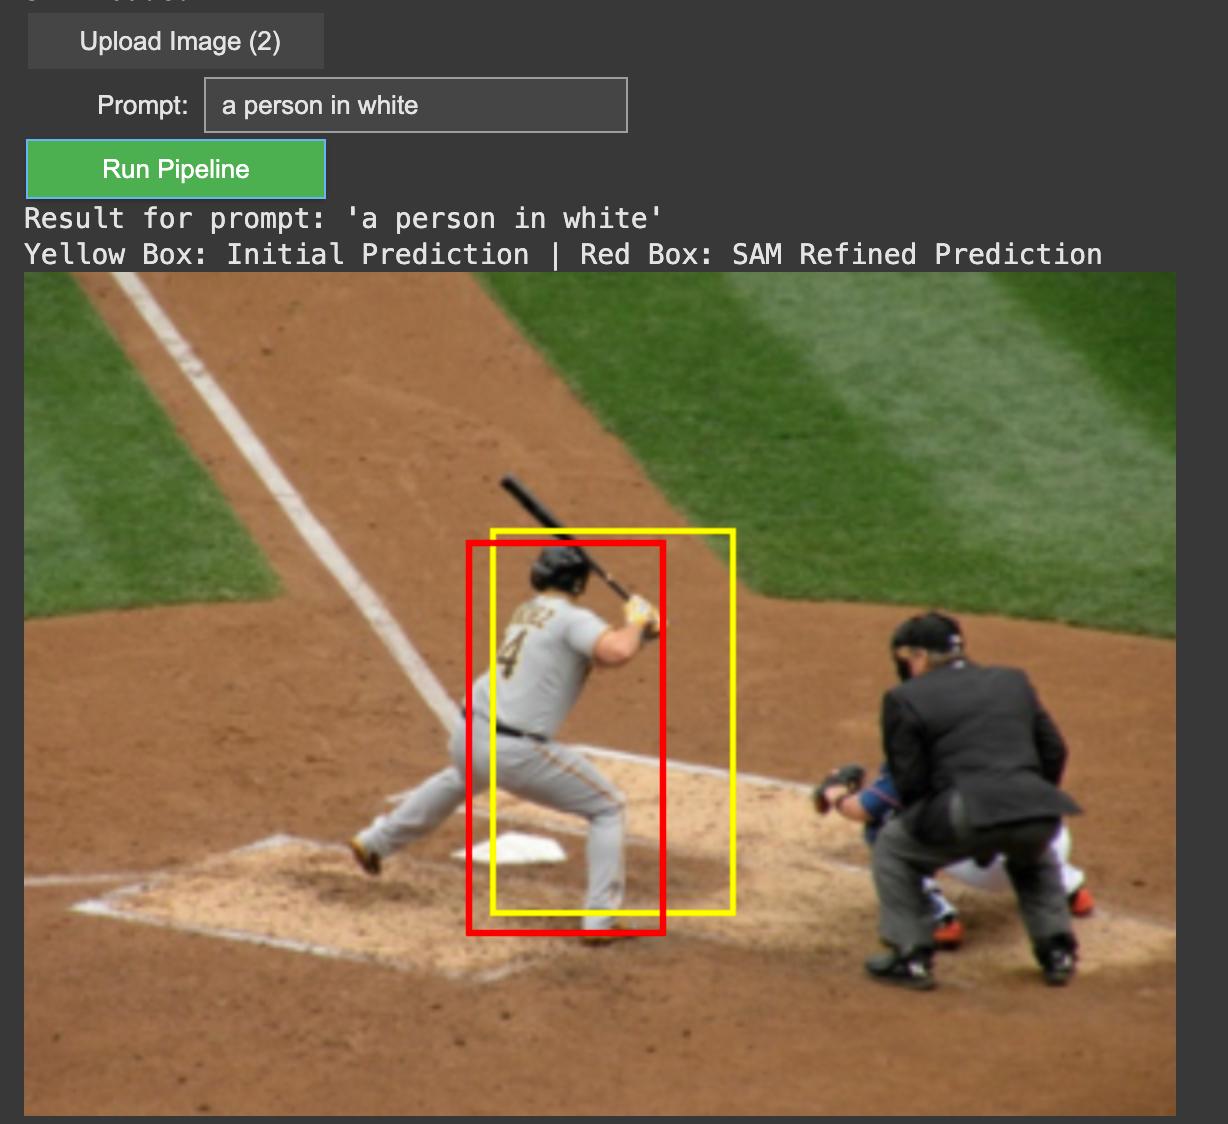 Upload Image (2)
Prompt: a person in white
Run Pipeline
Result for prompt: 'a person in white'
Yellow Box: Initial Prediction | Red Box: SAM Refined Prediction
4